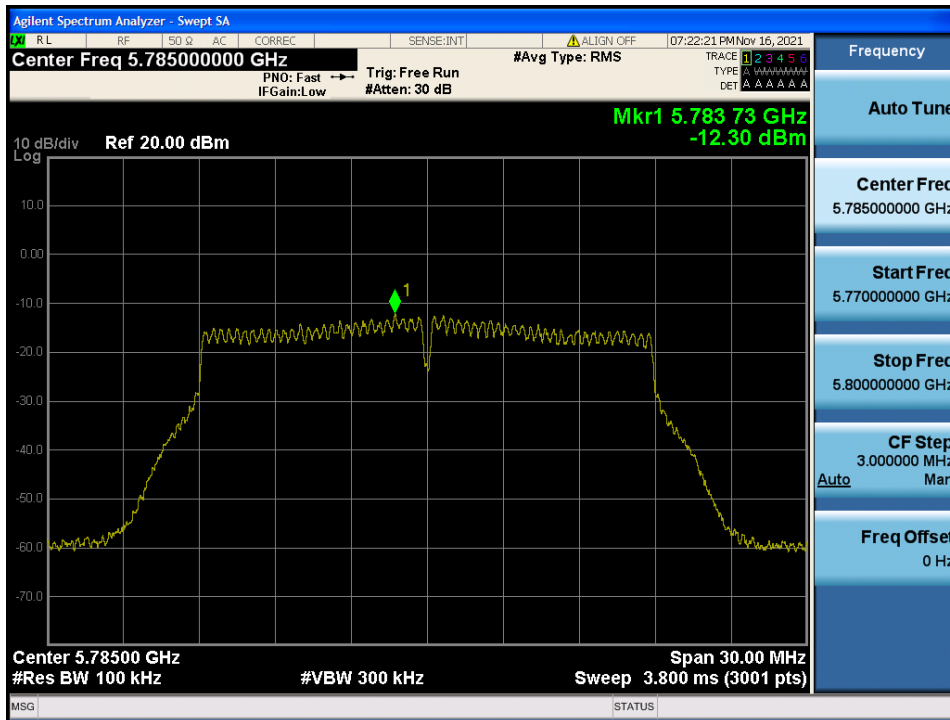 Agilent Spectrum Analyzer - Swept SA
LXI RL RF 50 Ω AC CORREC SENSE:INT ALIGN OFF 07:22:21 PM Nov 16, 2021
Center Freq 5.785000000 GHz
#Avg Type: RMS
TRACE 1 2 3 4 5 6
PNO: Fast
Trig: Free Run
TYPE A WWWWW
IFGain:Low
#Atten: 30 dB
DET A A A A A A
Mkr1 5.783 73 GHz
-12.30 dBm
10 dB/div Ref 20.00 dBm
Log
1
10.0
0.00
-10.0
-20.0
-30.0
-40.0
-50.0
-60.0
-70.0
Center 5.78500 GHz Span 30.00 MHz
#Res BW 100 kHz #VBW 300 kHz Sweep 3.800 ms (3001 pts)
MSG STATUS
Frequency
Auto Tune
Center Freq
5.785000000 GHz
Start Freq
5.770000000 GHz
Stop Freq
5.800000000 GHz
CF Step
3.000000 MHz
Auto Man
Freq Offset
0 Hz